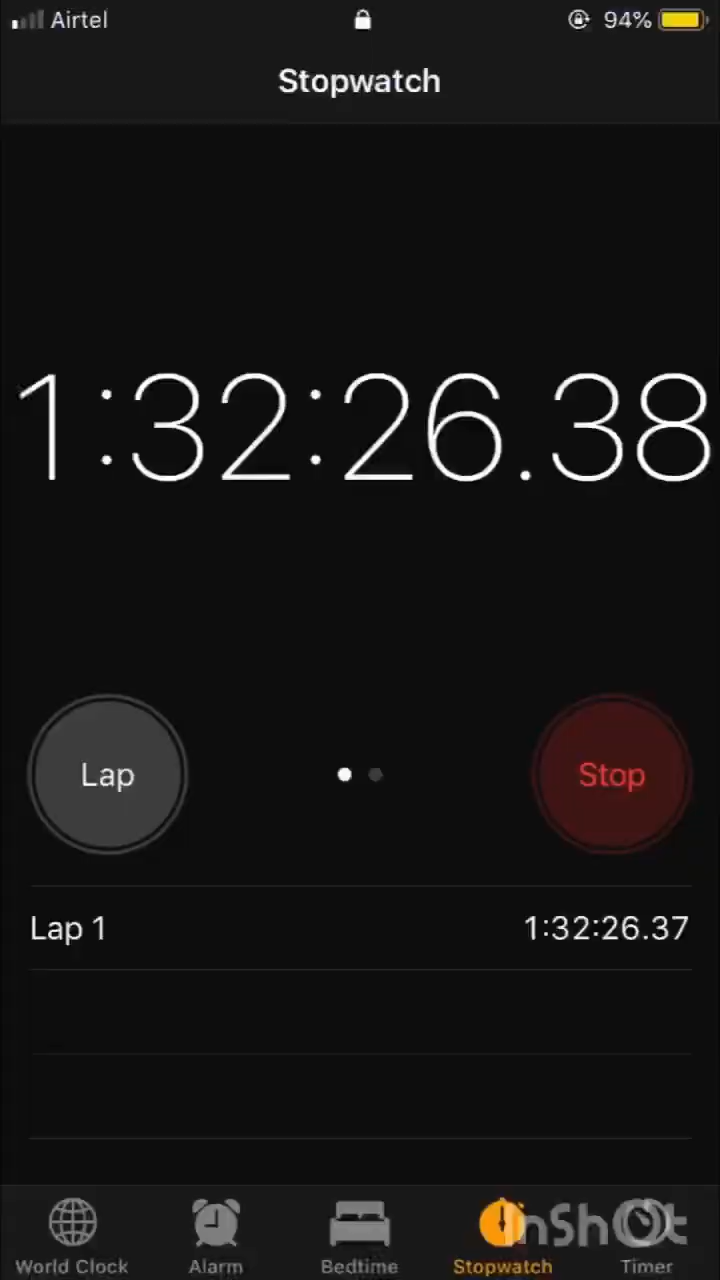 Airtel 94%
Stopwatch
1:32:26.38
Lap Stop
Lap 1 1:32:26.37
World Clock Alarm Bedtime Stopwatch Timer
InShOt